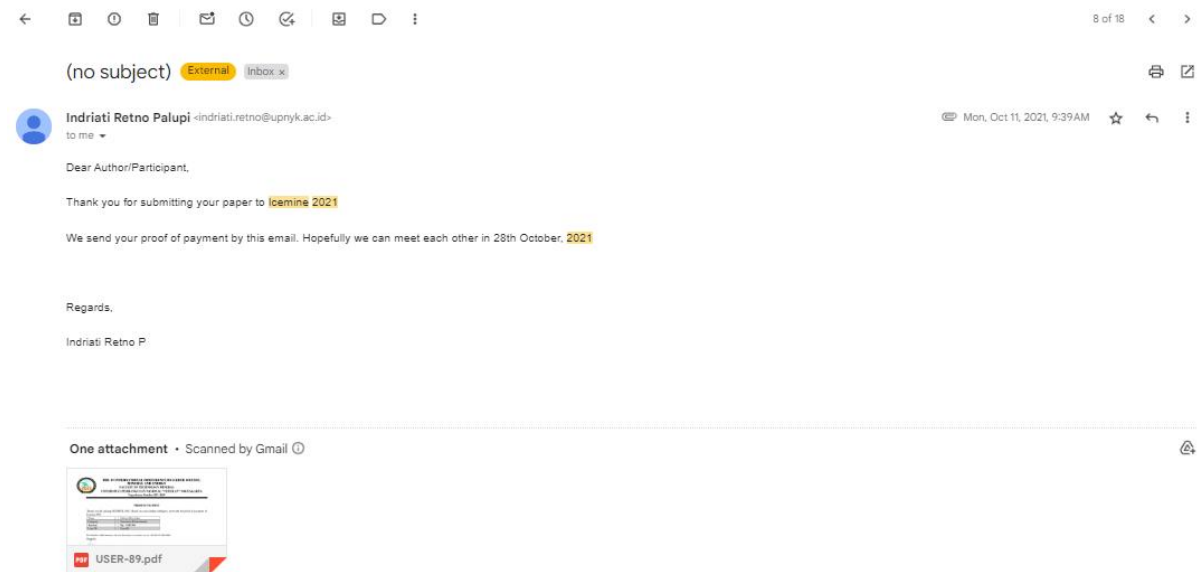 8 of 18
(no subject) External Inbox x
Indriati Retno Palupi <indriati.retno@upnyk.ac.id>
Mon, Oct 11, 2021, 9:39 AM
to me
Dear Author/Participant,
Thank you for submitting your paper to Icemine 2021
We send your proof of payment by this email. Hopefully we can meet each other in 28th October, 2021
Regards,
Indriati Retno P
One attachment • Scanned by Gmail
PDF USER-89.pdf